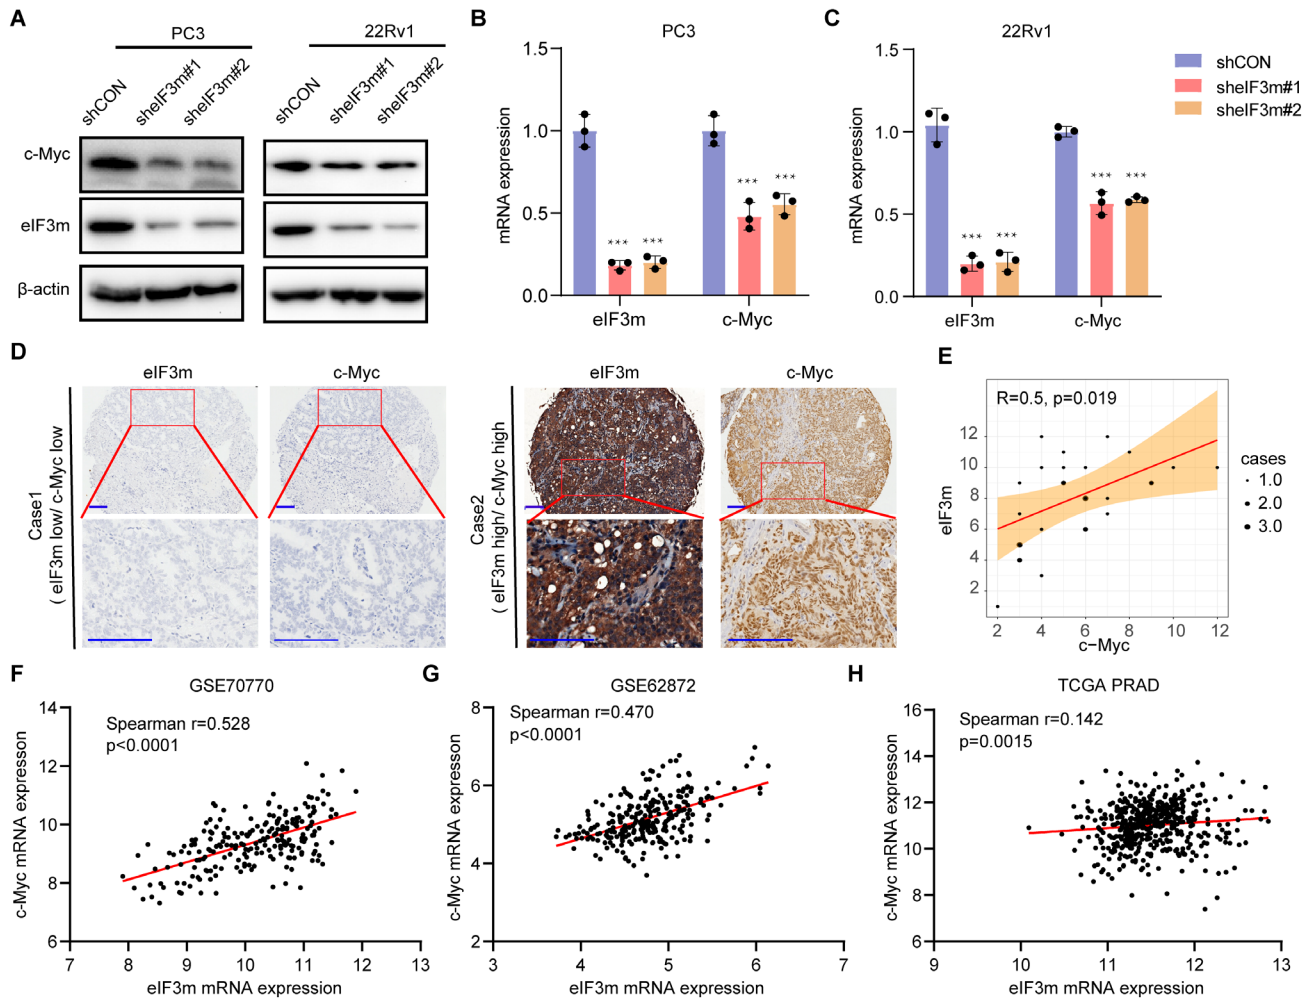 A
PC3
22Rv1
shCON
sheIF3m#1
sheIF3m#2
shCON
sheIF3m#1
sheIF3m#2
c-Myc
eIF3m
β-actin
B
PC3
mRNA expression
1.5
1.0
0.5
0.0
***
***
***
***
eIF3m
c-Myc
C
22Rv1
mRNA expression
1.5
1.0
0.5
0.0
***
***
***
***
eIF3m
c-Myc
shCON
sheIF3m#1
sheIF3m#2
D
eIF3m
c-Myc
Case1
( eIF3m low/ c-Myc low
eIF3m
c-Myc
Case2
( eIF3m high/ c-Myc high
E
R=0.5, p=0.019
eIF3m
12
10
8
6
4
2
2
4
6
8
10
12
c−Myc
cases
1.0
2.0
3.0
F
GSE70770
Spearman r=0.528
p<0.0001
c-Myc mRNA expresson
14
12
10
8
6
7
8
9
10
11
12
13
eIF3m mRNA expression
G
GSE62872
Spearman r=0.470
p<0.0001
c-Myc mRNA expresson
8
6
4
2
3
4
5
6
7
eIF3m mRNA expression
H
TCGA PRAD
Spearman r=0.142
p=0.0015
c-Myc mRNA expresson
16
14
12
10
8
6
9
10
11
12
13
eIF3m mRNA expression